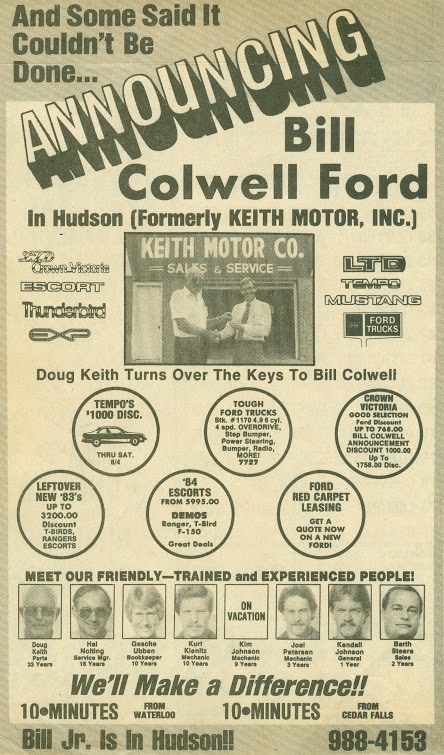 And Some Said It
Couldn't Be
Done...
ANNOUNCING
Bill
Colwell Ford
In Hudson (Formerly KEITH MOTOR, INC.)
LTD
Crown Victoria
ESCORT
Thunderbird
EXP
KEITH MOTOR CO.
SALES & SERVICE
LTD
TEMPO
MUSTANG
FORD
TRUCKS
Doug Keith Turns Over The Keys To Bill Colwell
TEMPO'S
$1000 DISC.
THRU SAT.
8/4
TOUGH
FORD TRUCKS
Stk. #1170 4.9 6 cyl.
4 spd. OVERDRIVE,
Step Bumper,
Power Steering,
Bumper, Radio,
MORE!
7727
CROWN
VICTORIA
GOOD SELECTION
Ford Discount
UP TO 768.00
BILL COLWELL
ANNOUNCEMENT
DISCOUNT 1000.00
Up To
1758.00 Disc.
LEFTOVER
NEW '83's
UP TO
3200.00
Discount
T-BIRDS,
RANGERS
ESCORTS
'84
ESCORTS
FROM 5995.00
DEMOS
Ranger, T-Bird
F-150
Great Deals
FORD
RED CARPET
LEASING
GET A
QUOTE NOW
ON A NEW
FORD!
MEET OUR FRIENDLY—TRAINED and EXPERIENCED PEOPLE!
ON
VACATION
Doug
Keith
Parts
33 Years
Hal
Nolting
Service Mgr.
16 Years
Gesche
Ubben
Bookkeeper
10 Years
Kurt
Kienitz
Mechanic
10 Years
Kim
Johnson
Mechanic
9 Years
Joel
Petersen
Mechanic
3 Years
Kendall
Johnson
General
1 Year
Barth
Steere
Sales
2 Years
We'll Make a Difference!!
10•MINUTES FROM WATERLOO 10•MINUTES FROM CEDAR FALLS
Bill Jr. Is In Hudson!! 988-4153